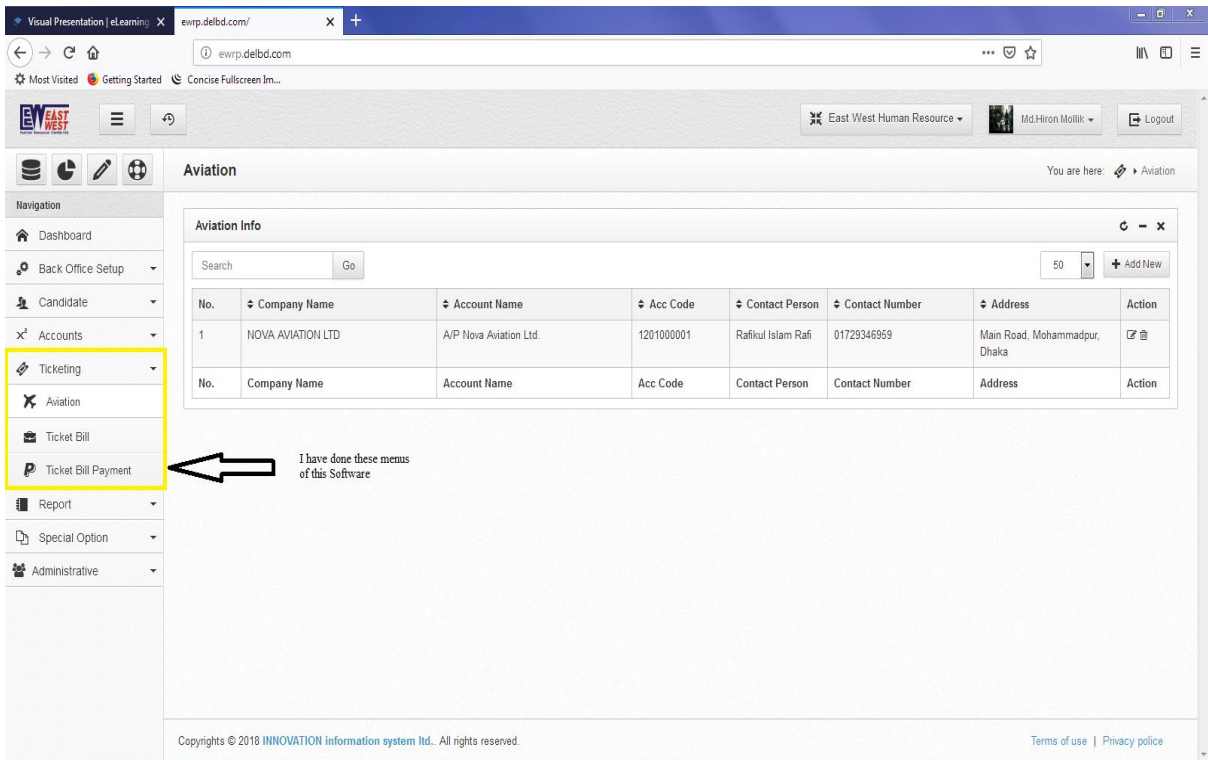 Visual Presentation | eLearning
ewrp.delbd.com/
ewrp.delbd.com
Most Visited Getting Started Concise Fullscreen Im...
EW EAST WEST
East West Human Resource
Md.Hiron Mollik
Logout
Aviation
You are here: Aviation
Navigation
Dashboard
Back Office Setup
Candidate
Accounts
Ticketing
Aviation
Ticket Bill
Ticket Bill Payment
Report
Special Option
Administrative
Aviation Info
Search Go 50 Add New
No. Company Name Account Name Acc Code Contact Person Contact Number Address Action
1 NOVA AVIATION LTD A/P Nova Aviation Ltd. 1201000001 Rafikul Islam Rafi 01729346959 Main Road, Mohammadpur,
Dhaka
No. Company Name Account Name Acc Code Contact Person Contact Number Address Action
I have done these menus
of this Software
Copyrights © 2018 INNOVATION information system ltd.. All rights reserved.
Terms of use | Privacy police